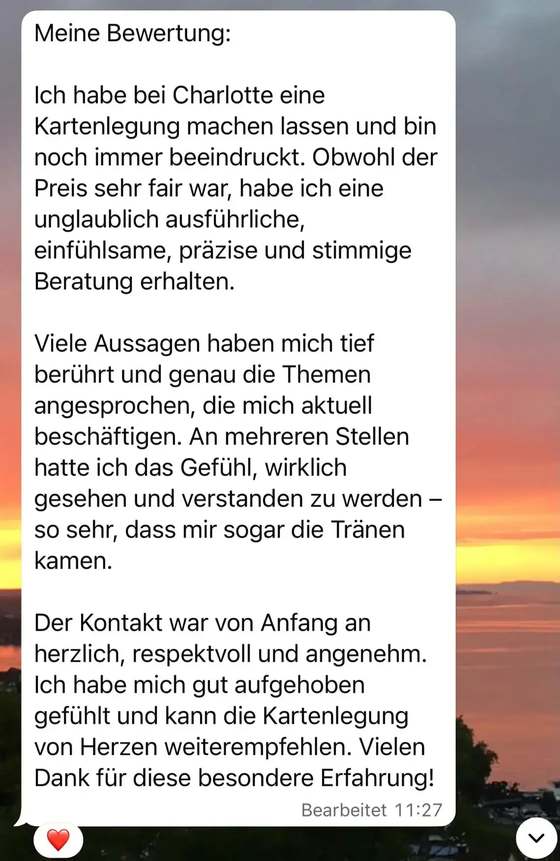 Meine Bewertung:
Ich habe bei Charlotte eine
Kartenlegung machen lassen und bin
noch immer beeindruckt. Obwohl der
Preis sehr fair war, habe ich eine
unglaublich ausführliche,
einfühlsame, präzise und stimmige
Beratung erhalten.
Viele Aussagen haben mich tief
berührt und genau die Themen
angesprochen, die mich aktuell
beschäftigen. An mehreren Stellen
hatte ich das Gefühl, wirklich
gesehen und verstanden zu werden –
so sehr, dass mir sogar die Tränen
kamen.
Der Kontakt war von Anfang an
herzlich, respektvoll und angenehm.
Ich habe mich gut aufgehoben
gefühlt und kann die Kartenlegung
von Herzen weiterempfehlen. Vielen
Dank für diese besondere Erfahrung!
Bearbeitet 11:27